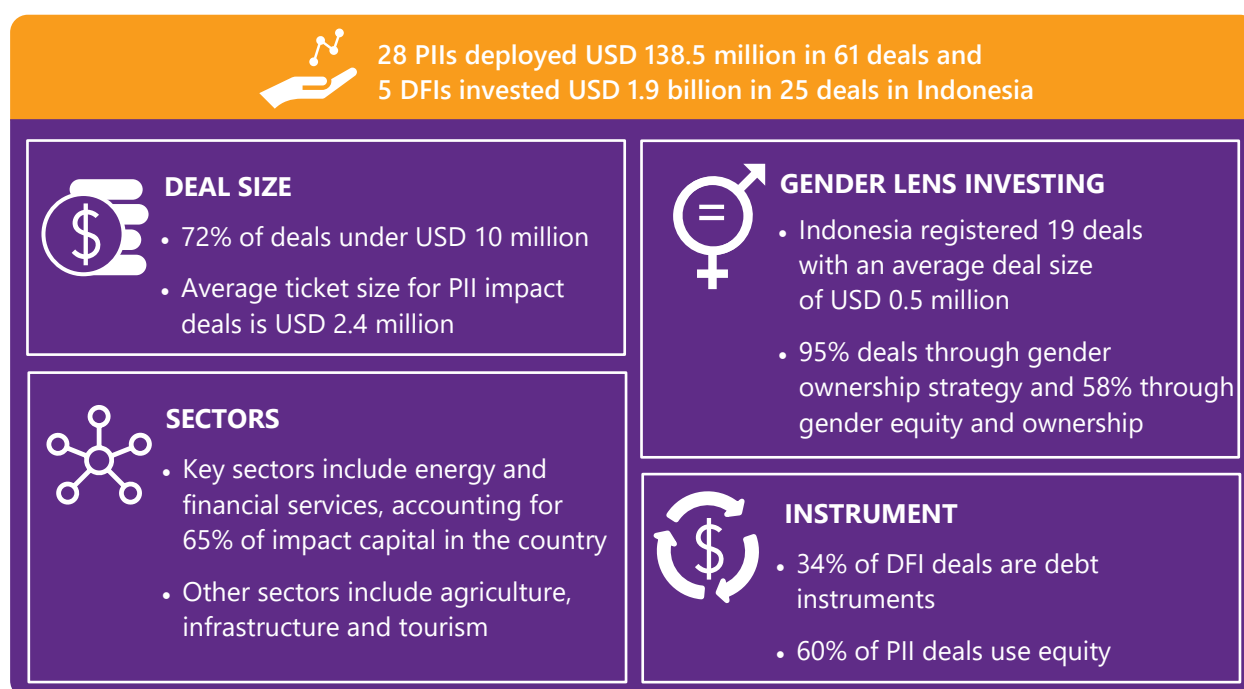 28 PIIs deployed USD 138.5 million in 61 deals and
5 DFIs invested USD 1.9 billion in 25 deals in Indonesia
DEAL SIZE
• 72% of deals under USD 10 million
• Average ticket size for PII impact
deals is USD 2.4 million
SECTORS
• Key sectors include energy and
financial services, accounting for
65% of impact capital in the country
• Other sectors include agriculture,
infrastructure and tourism
GENDER LENS INVESTING
• Indonesia registered 19 deals
with an average deal size
of USD 0.5 million
• 95% deals through gender
ownership strategy and 58% through
gender equity and ownership
INSTRUMENT
• 34% of DFI deals are debt
instruments
• 60% of PII deals use equity